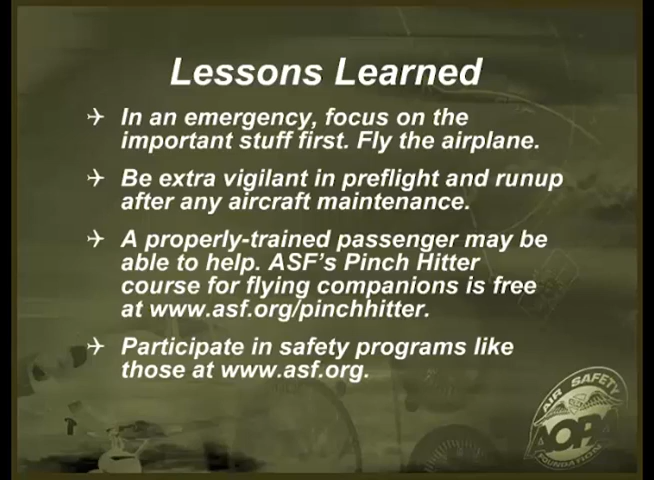 Lessons Learned
In an emergency, focus on the
important stuff first. Fly the airplane.
Be extra vigilant in preflight and runup
after any aircraft maintenance.
A properly-trained passenger may be
able to help. ASF's Pinch Hitter
course for flying companions is free
at www.asf.org/pinchhitter.
Participate in safety programs like
those at www.asf.org.
AIR SAFETY
AOPA
FOUNDATION